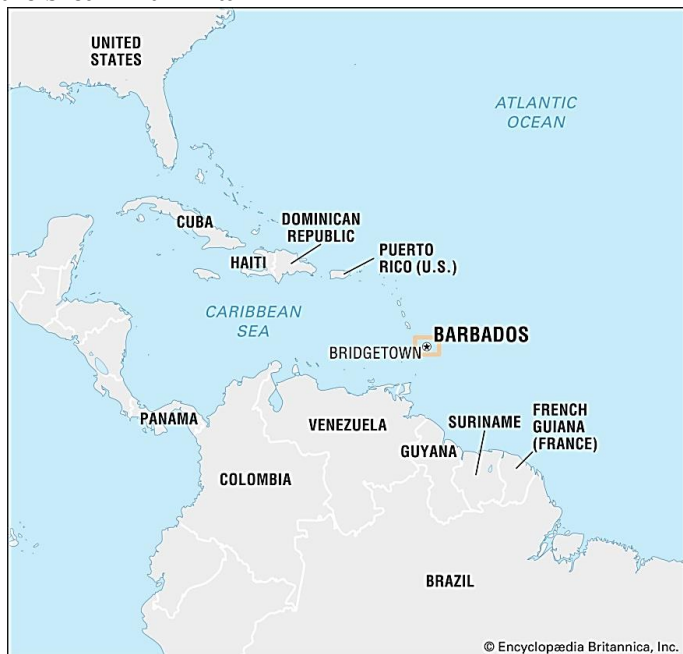 UNITED
STATES
ATLANTIC
OCEAN
CUBA
DOMINICAN
REPUBLIC
HAITI
PUERTO
RICO (U.S.)
CARIBBEAN
SEA
BARBADOS
BRIDGETOWN
PANAMA
VENEZUELA
SURINAME
FRENCH
GUIANA
(FRANCE)
GUYANA
COLOMBIA
BRAZIL
© Encyclopædia Britannica, Inc.